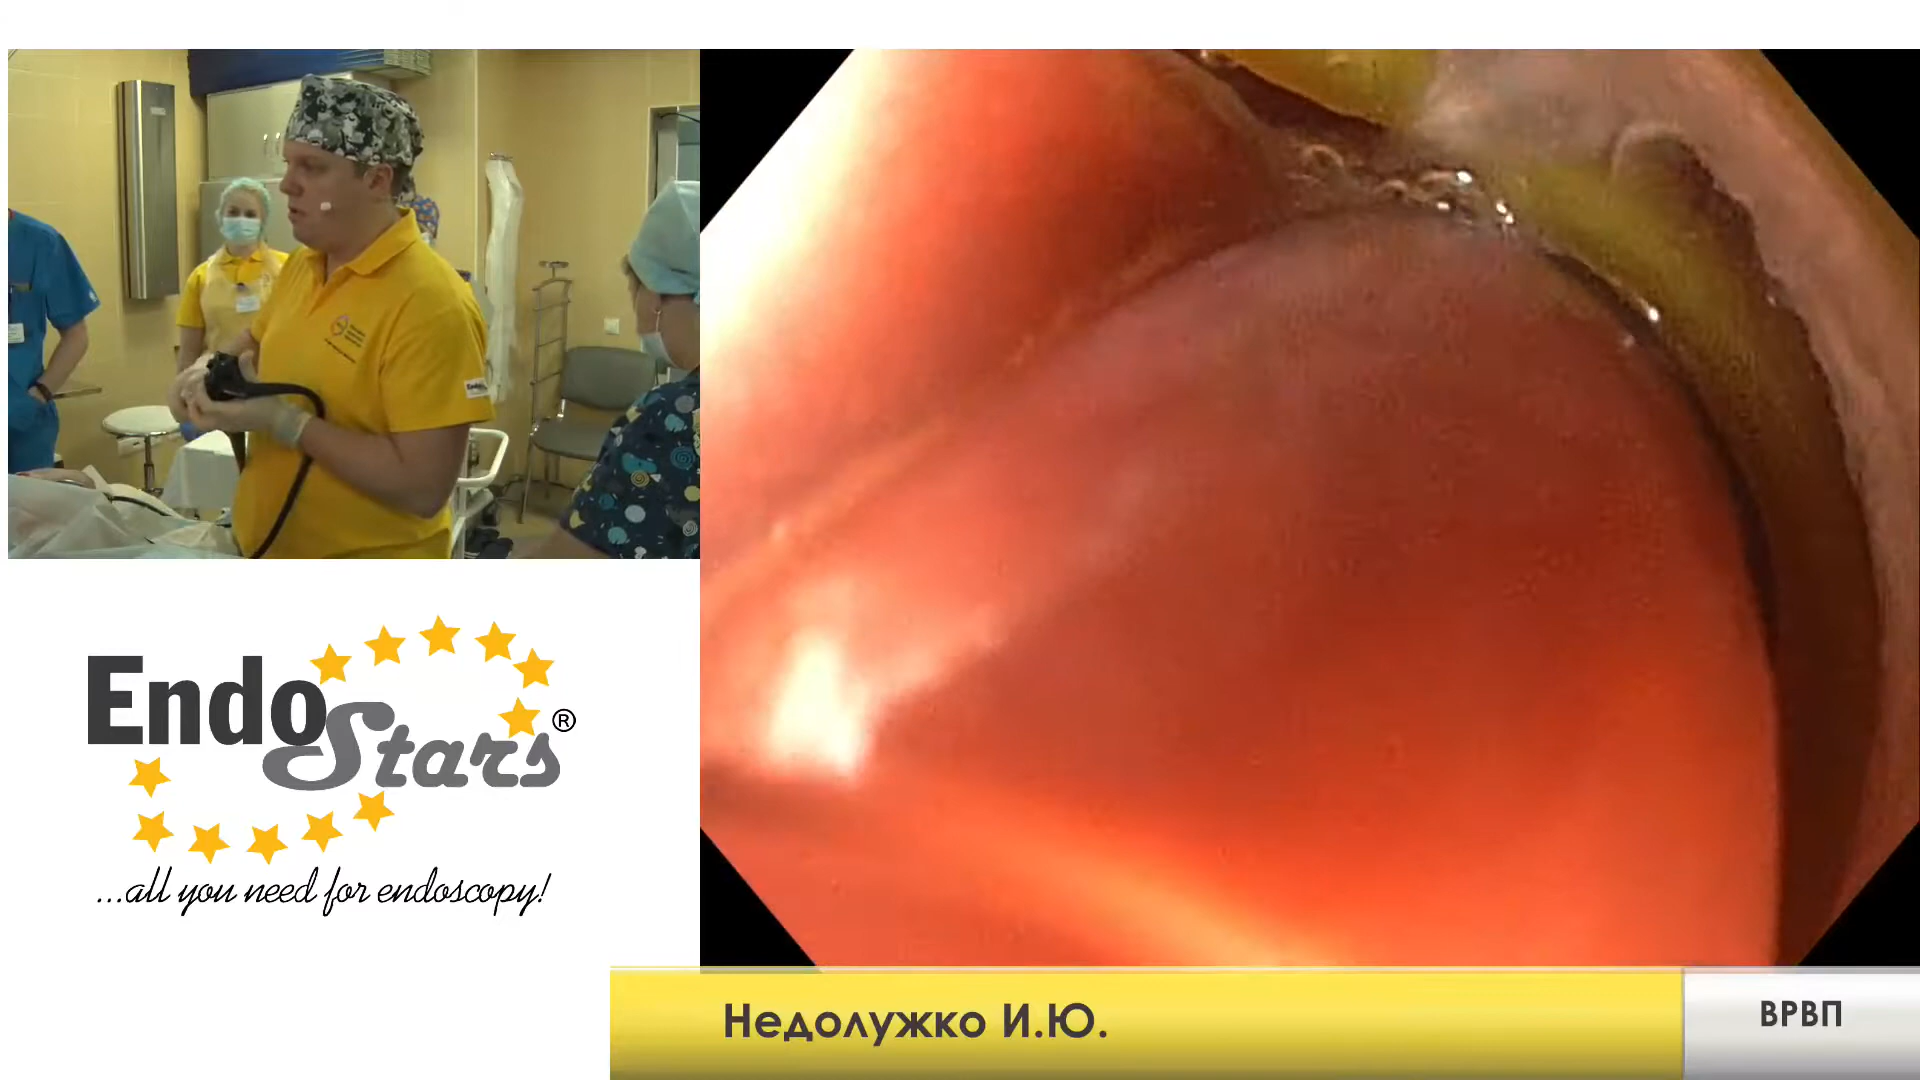 Endo
Stars®
...all you need for endoscopy!
Недолужко И.Ю.
ВРВП